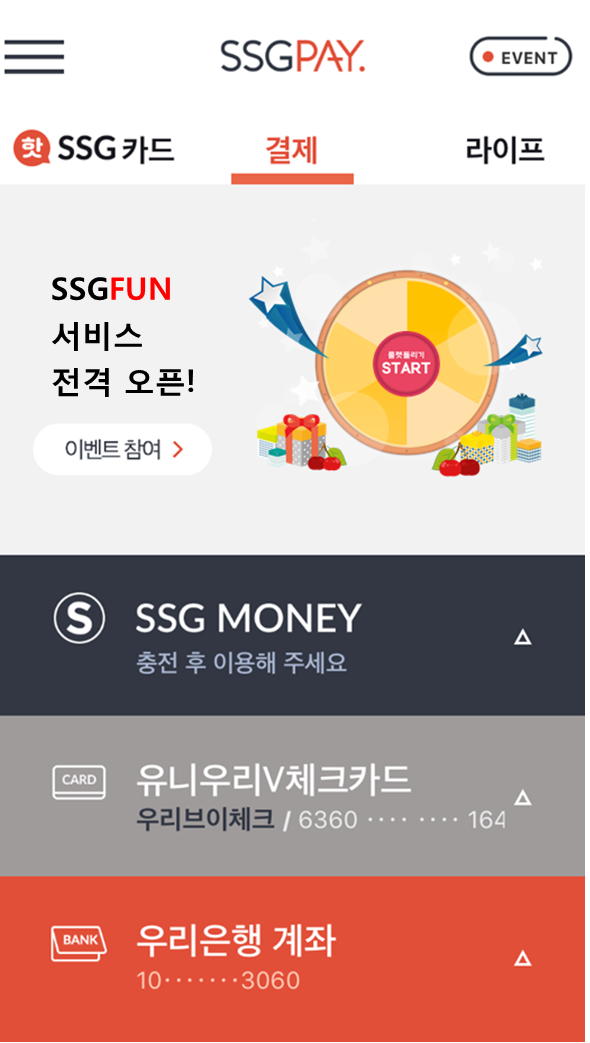 SSGPAY.
EVENT
핫 SSG 카드
결제
라이프
SSGFUN
서비스
전격 오픈!
이벤트 참여 >
룰렛돌리기
START
S
SSG MONEY
충전 후 이용해 주세요
CARD
유니우리V체크카드
우리브이체크 / 6360 ···· ···· 164
BANK
우리은행 계좌
10·······3060